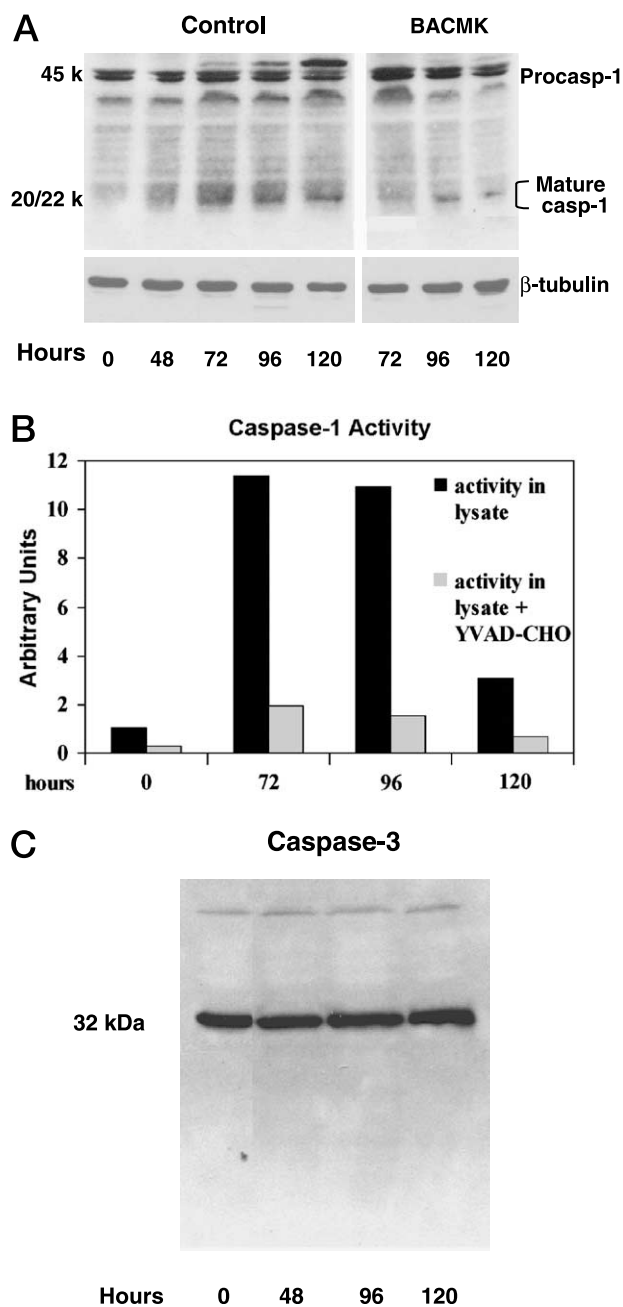 A
Control
BACMK
45 k
Procasp-1
20/22 k
Mature
casp-1
β-tubulin
Hours 0 48 72 96 120 72 96 120
B
Caspase-1 Activity
Arbitrary Units
12
10
8
6
4
2
0
activity in
lysate
activity in
lysate +
YVAD-CHO
hours 0 72 96 120
C
Caspase-3
32 kDa
Hours 0 48 96 120